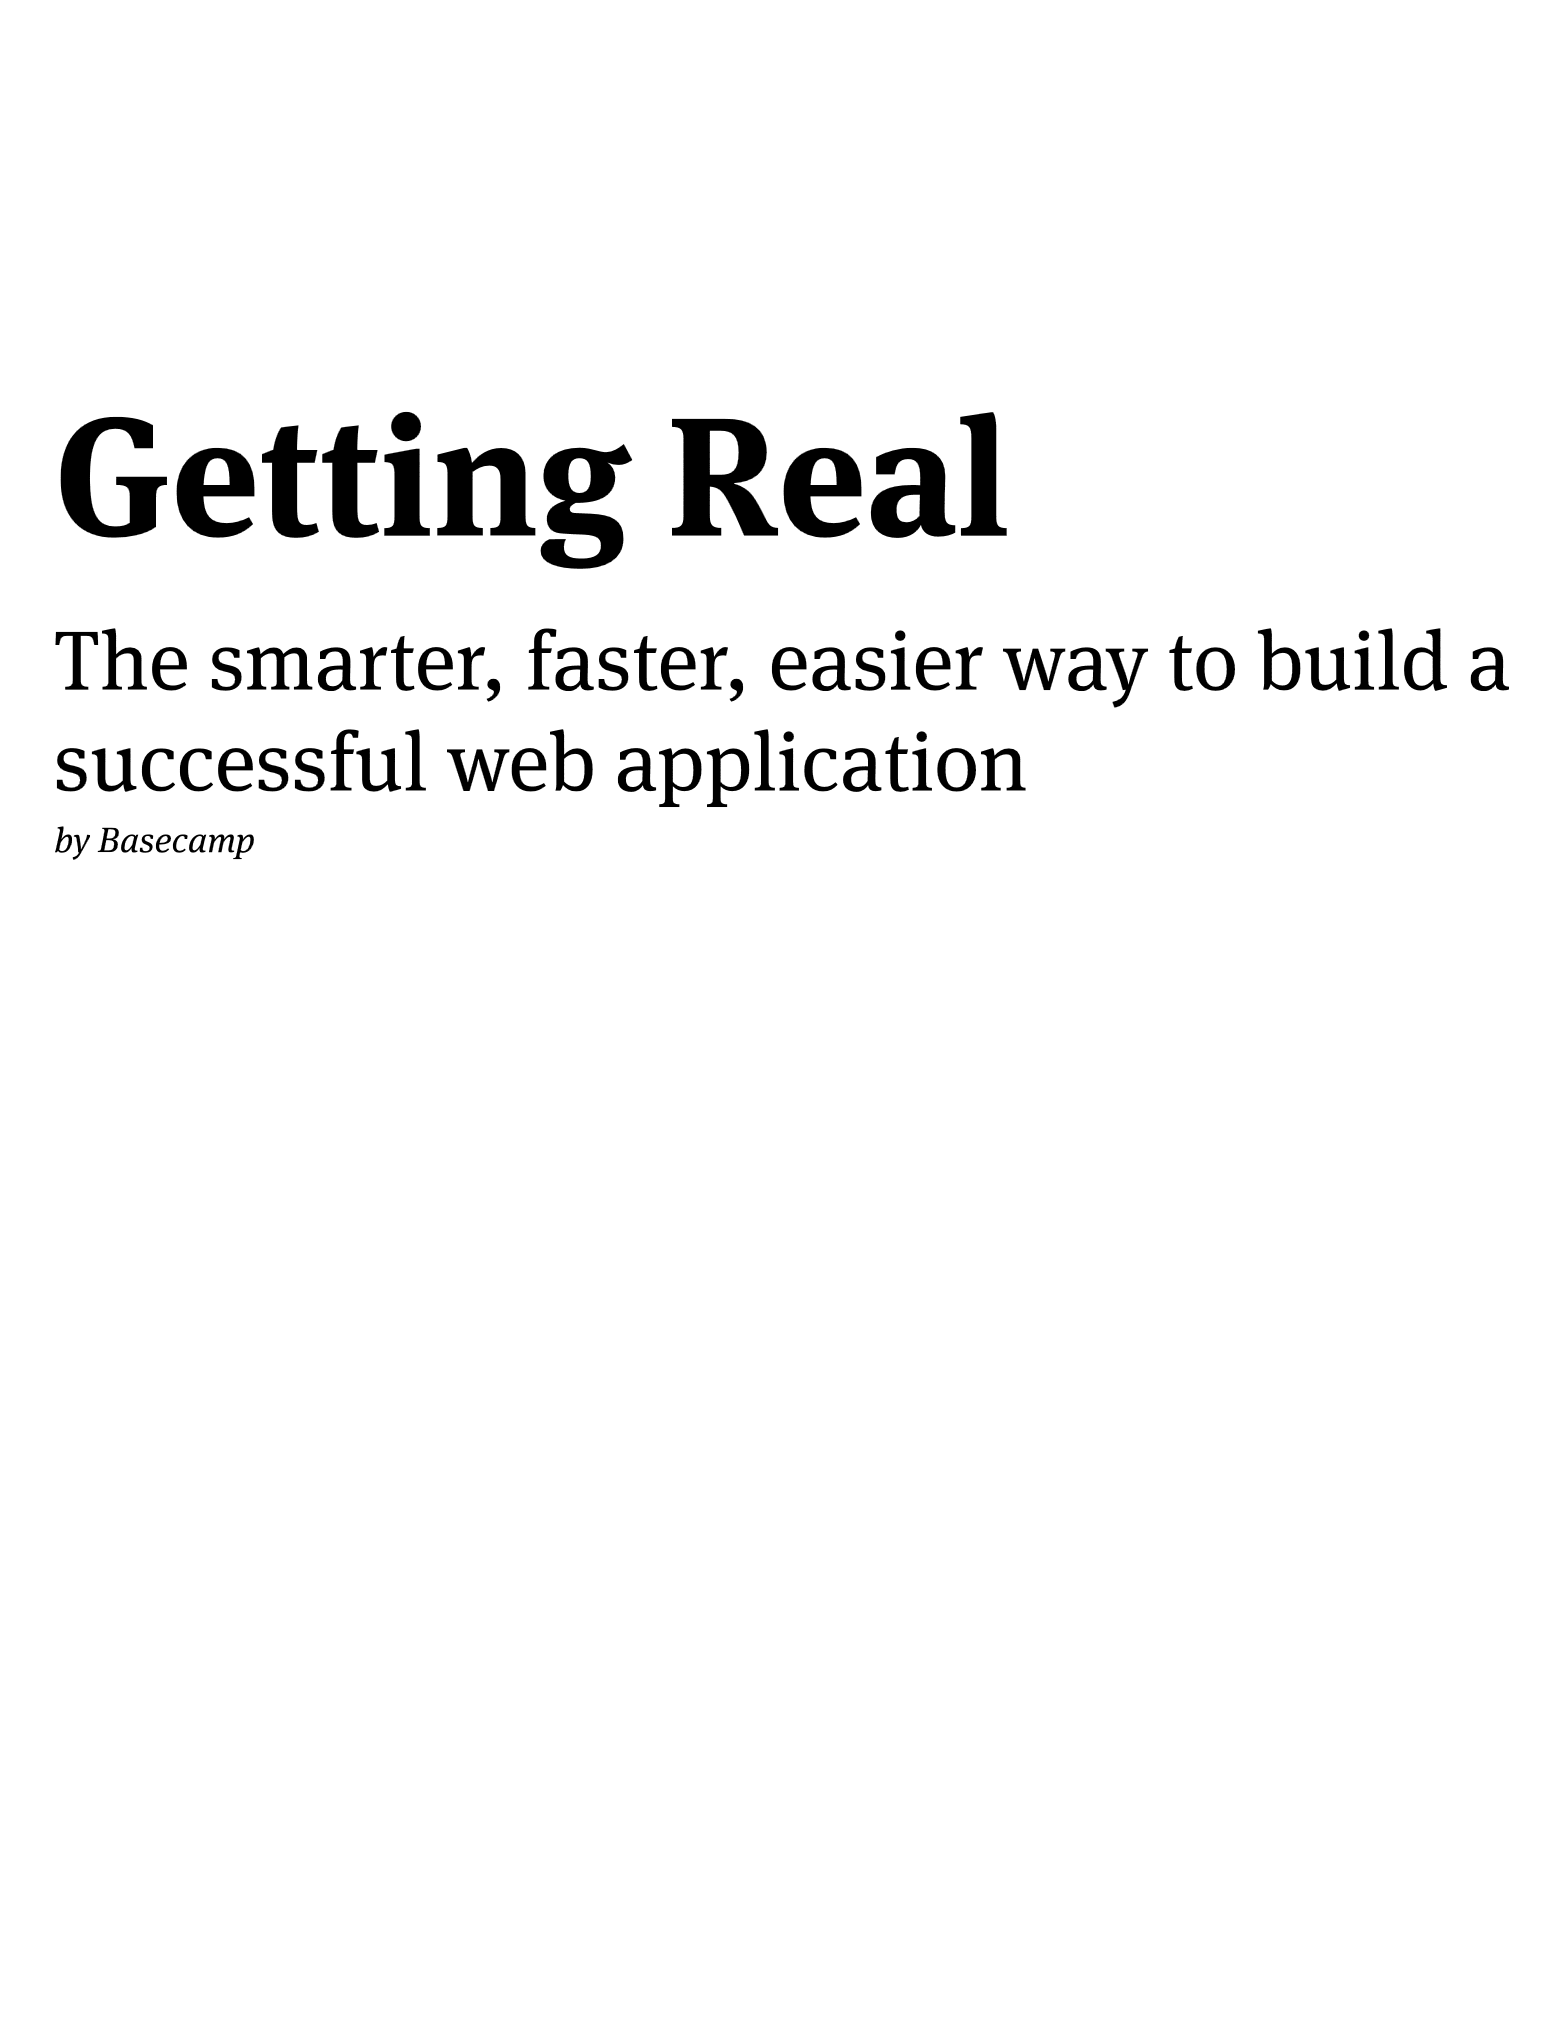 Getting Real
The smarter, faster, easier way to build a
successful web application
by Basecamp